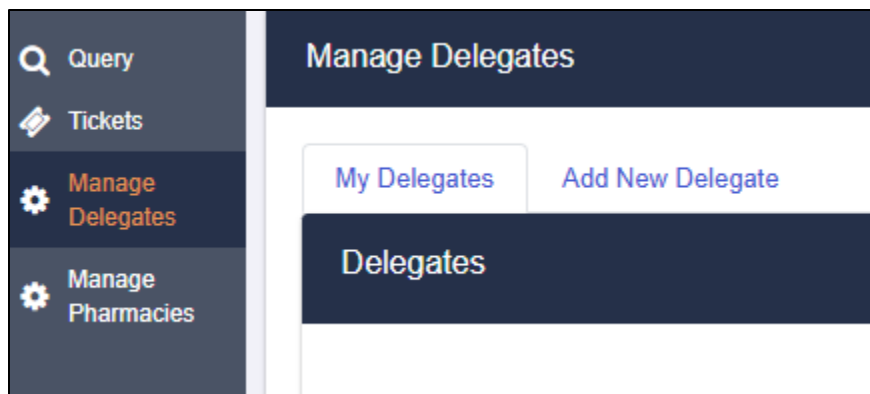 Query
Tickets
Manage
Delegates
Manage
Pharmacies
Manage Delegates
My Delegates
Add New Delegate
Delegates